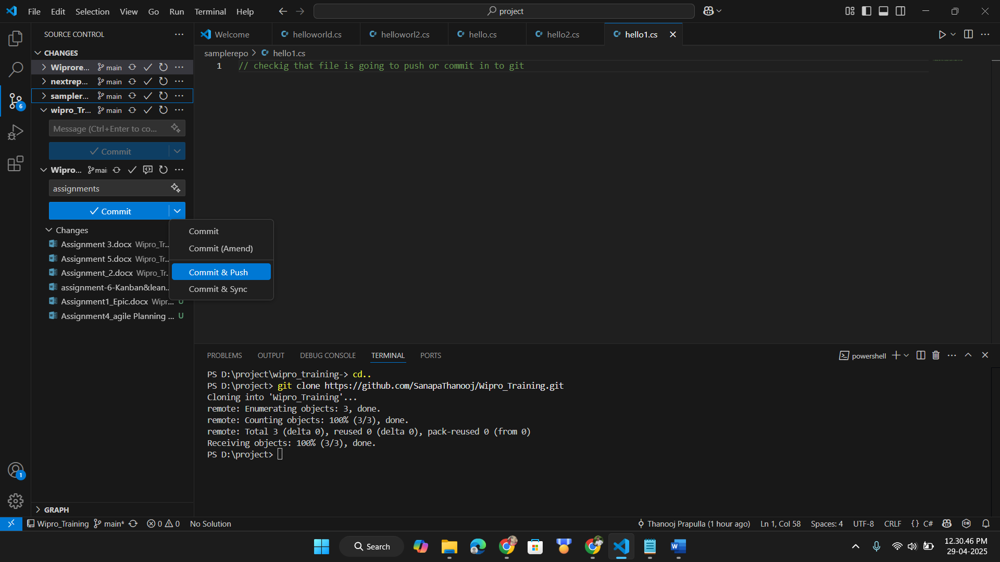 File Edit Selection View Go Run Terminal Help
project
SOURCE CONTROL
CHANGES
Wiprore... main
nextrep... main
sampler... main
wipro_Tr... main
Message (Ctrl+Enter to co...
Commit
Wipro... mai
assignments
Commit
Changes
Assignment 3.docx Wipro_Tr...
Assignment 5.docx Wipro_Tr...
Assignment_2.docx Wipro_Tr.
assignment-6-Kanban&lean..
Assignment1_Epic.docx Wipr... U
Assignment4_agile Planning ... U
Commit
Commit (Amend)
Commit & Push
Commit & Sync
GRAPH
6
1
Welcome helloworld.cs helloworl2.cs hello.cs hello2.cs hello1.cs
samplerepo > hello1.cs
1 // checkig that file is going to push or commit in to git
PROBLEMS OUTPUT DEBUG CONSOLE TERMINAL PORTS
powershell
PS D:\project\wipro_training-> cd..
PS D:\project> git clone https://github.com/SanapaThanooj/Wipro_Training.git
Cloning into 'Wipro_Training'...
remote: Enumerating objects: 3, done.
remote: Counting objects: 100% (3/3), done.
remote: Total 3 (delta 0), reused 0 (delta 0), pack-reused 0 (from 0)
Receiving objects: 100% (3/3), done.
PS D:\project>
Wipro_Training main* 0 0 No Solution
Thanooj Prapulla (1 hour ago) Ln 1, Col 58 Spaces: 4 UTF-8 CRLF {} C#
Search
12.30.46 PM
29-04-2025